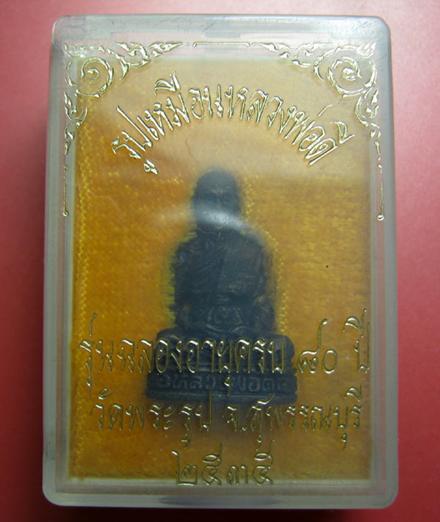 รูปเหมือนหลวงพ่อดี
รุ่นฉลองอายุครบ ๘๐ ปี
หลวงพ่อดี
วัดพระรูป จ.สุพรรณบุรี
๒๕๓๕